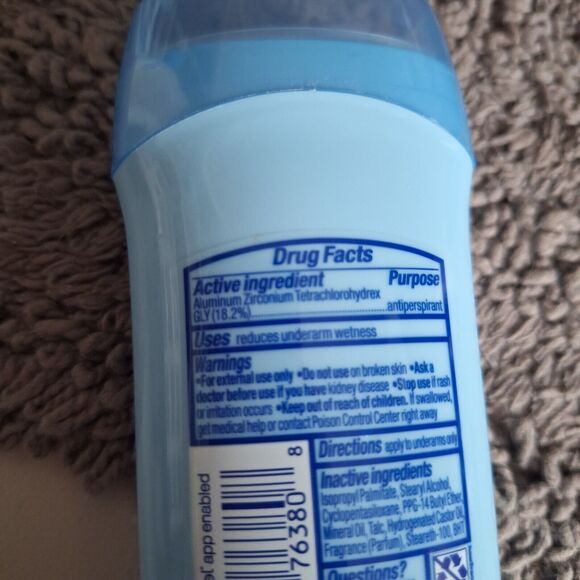 Drug Facts
Active ingredient Purpose
Aluminum Zirconium Tetrachlorohydrex
GLY (18.2%)..............................antiperspirant
Uses reduces underarm wetness
Warnings
•For external use only •Do not use on broken skin •Ask a
doctor before use if you have kidney disease •Stop use if rash
or irritation occurs •Keep out of reach of children. If swallowed,
get medical help or contact Poison Control Center right away
Directions apply to underarms only
Inactive ingredients
Isopropyl Palmitate, Stearyl Alcohol,
Cyclopentasiloxane, PPG-14 Butyl Ether,
Mineral Oil, Talc, Hydrogenated Castor Oil,
Fragrance (Parfum), Steareth-100, BHT
Questions?
app enabled
76380 8